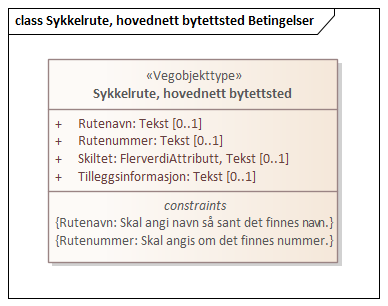 class Sykkelrute, hovednett bytettsted Betingelser
«Vegobjekttype»
Sykkelrute, hovednett bytettsted
+ Rutenavn: Tekst [0..1]
+ Rutenummer: Tekst [0..1]
+ Skiltet: FlerverdiAttributt, Tekst [0..1]
+ Tilleggsinformasjon: Tekst [0..1]
constraints
{Rutenavn: Skal angi navn så sant det finnes navn.}
{Rutenummer: Skal angis om det finnes nummer.}